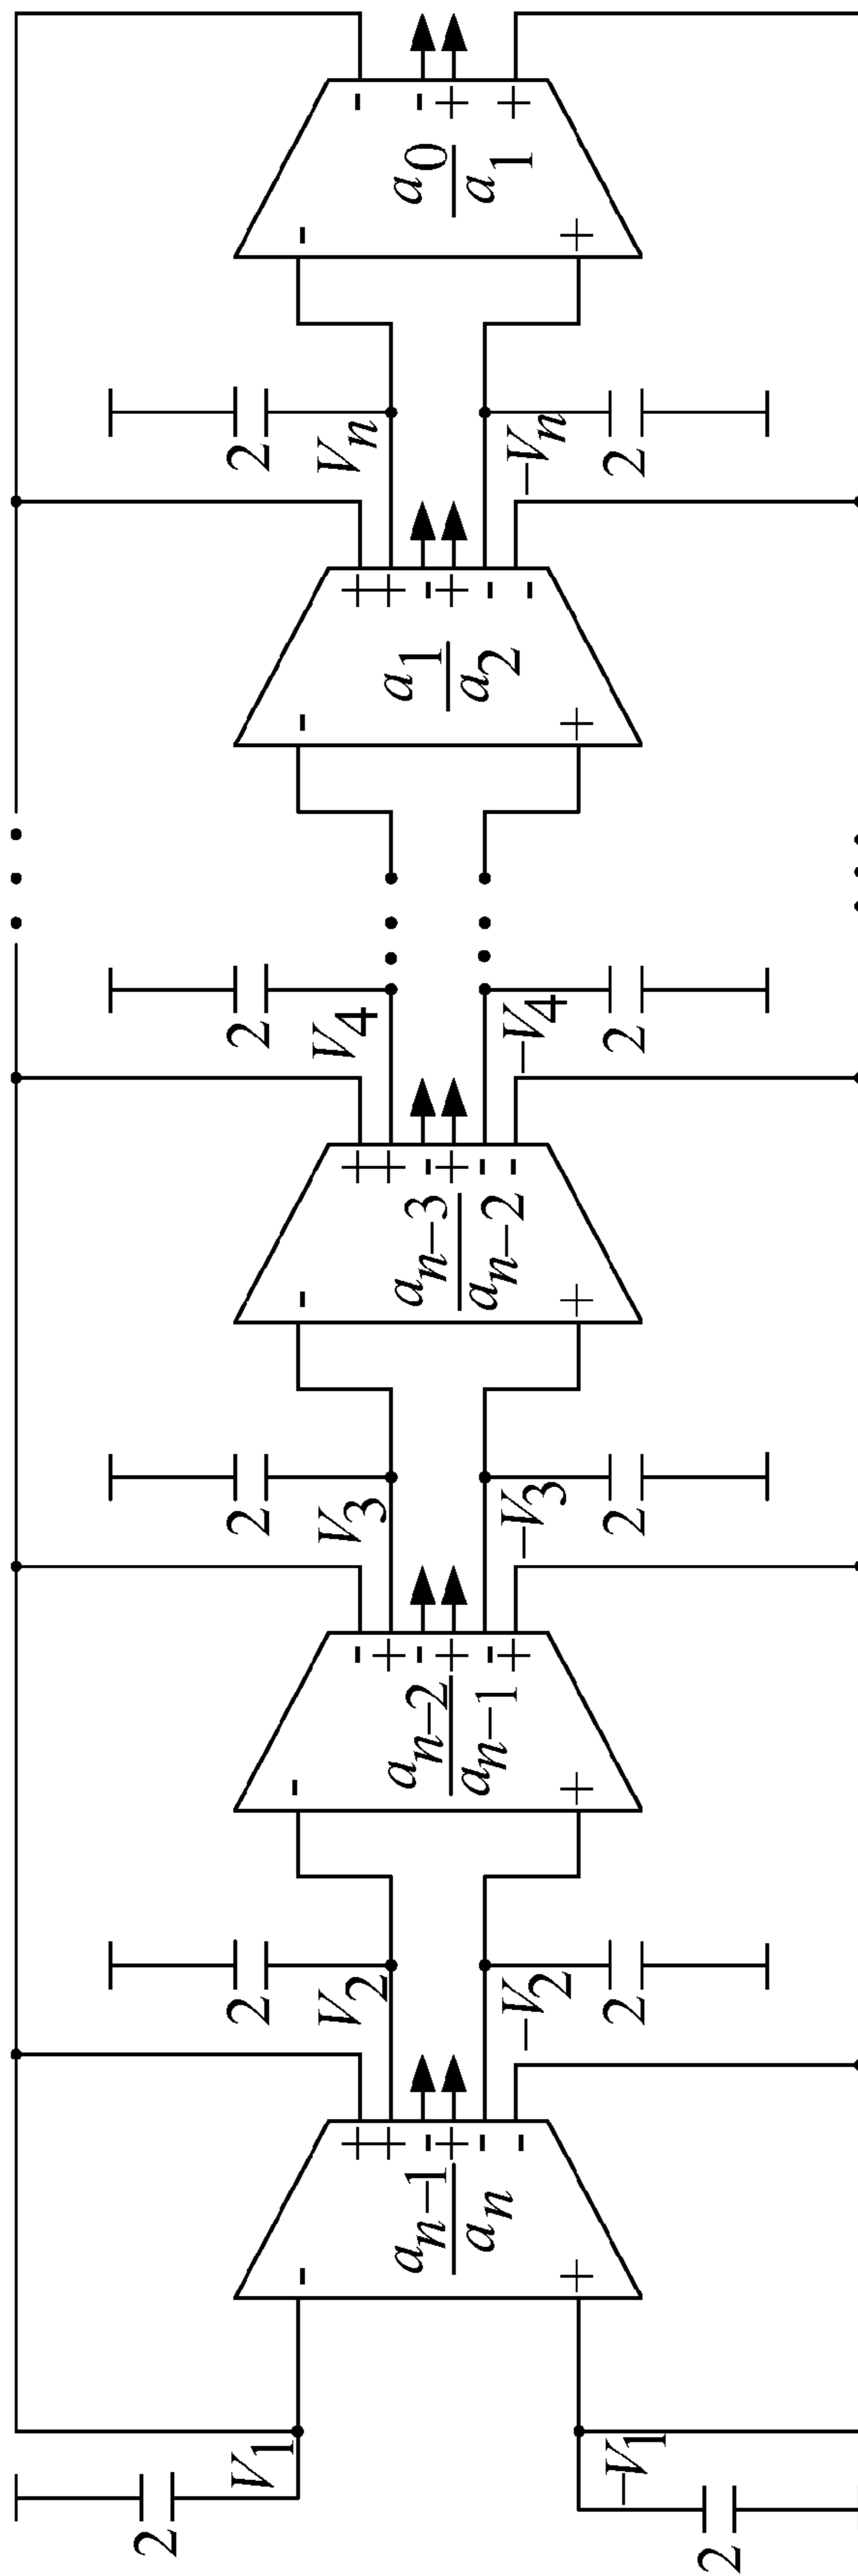 2
V1
−V1
2
- +
an−1
an
+ + - + - -
2
V2
−V2
2
- +
an−2
an−1
- + - + - +
2
V3
−V3
2
- +
an−3
an−2
+ + - + - -
2
V4
−V4
2
- +
a1
a2
+ + - + - -
2
Vn
−Vn
2
- +
a0
a1
- - + +